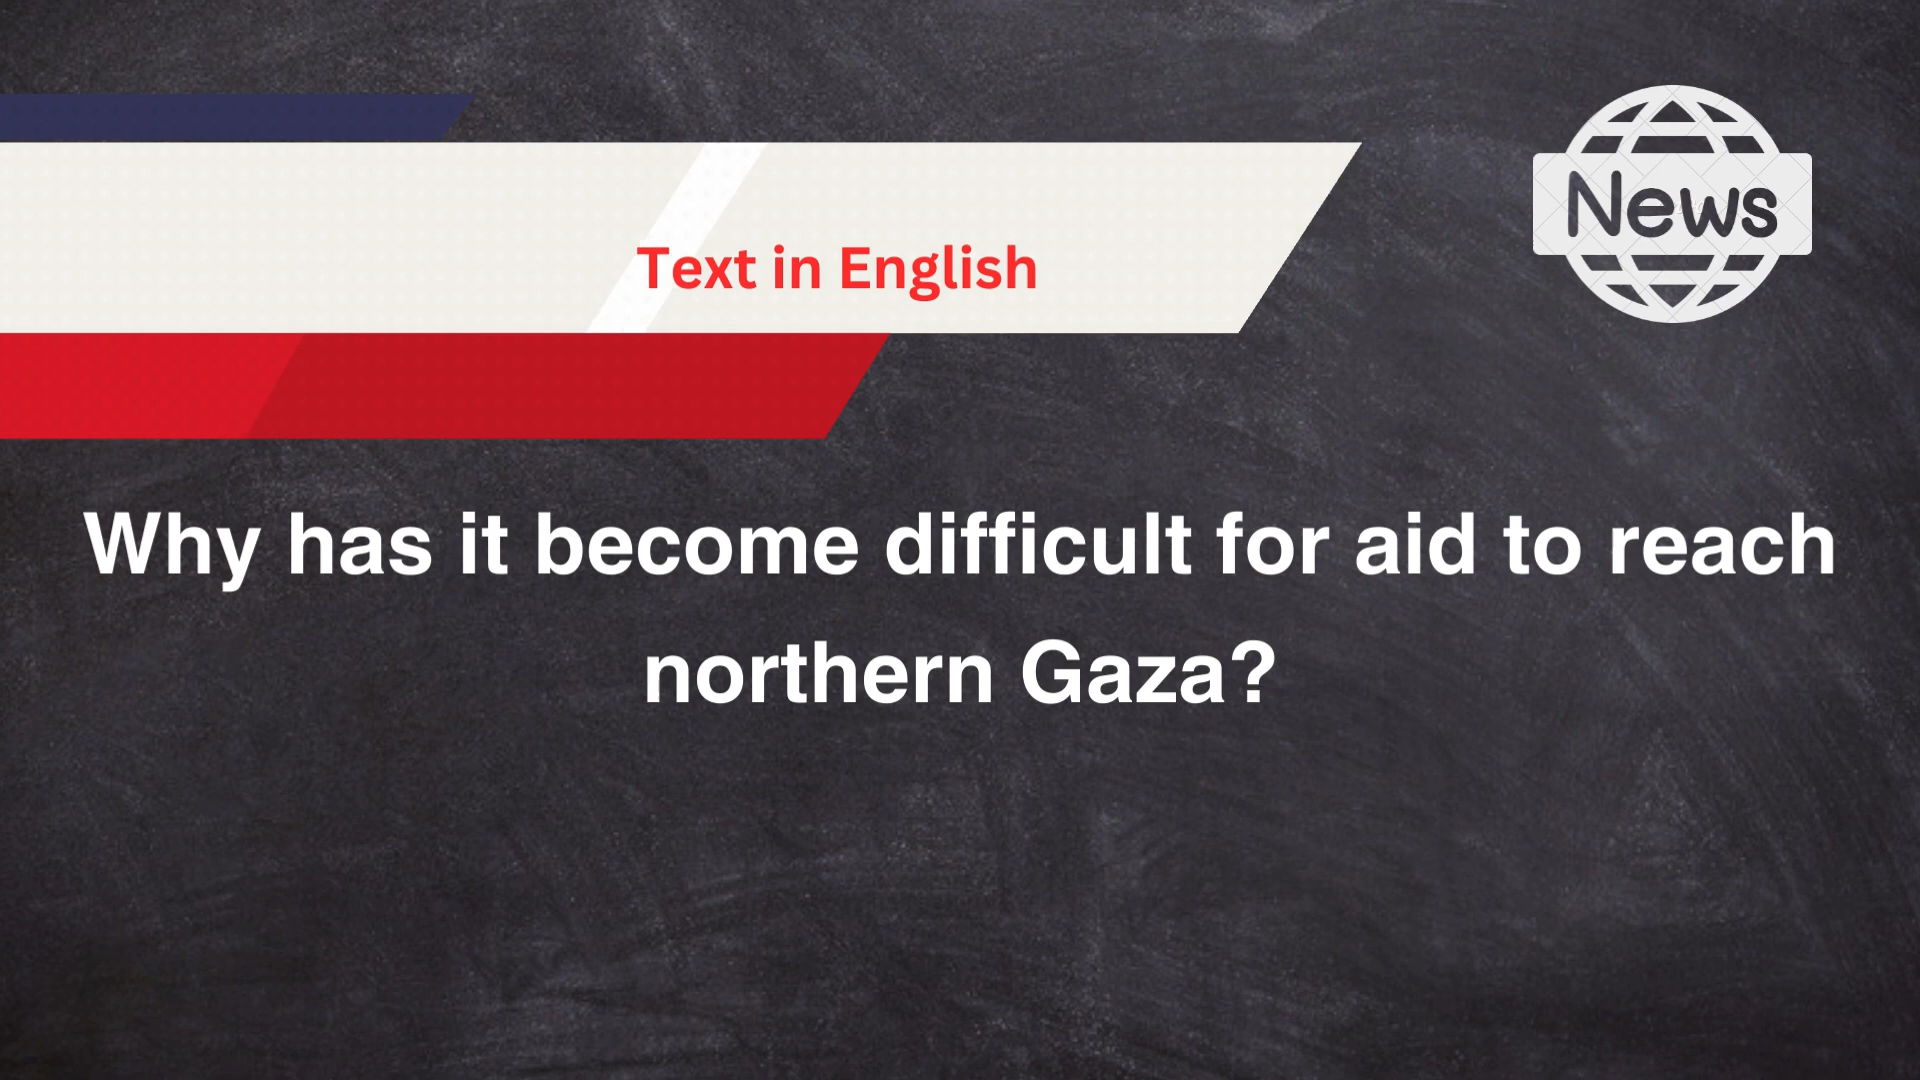 News
Text in English
Why has it become difficult for aid to reach
northern Gaza?